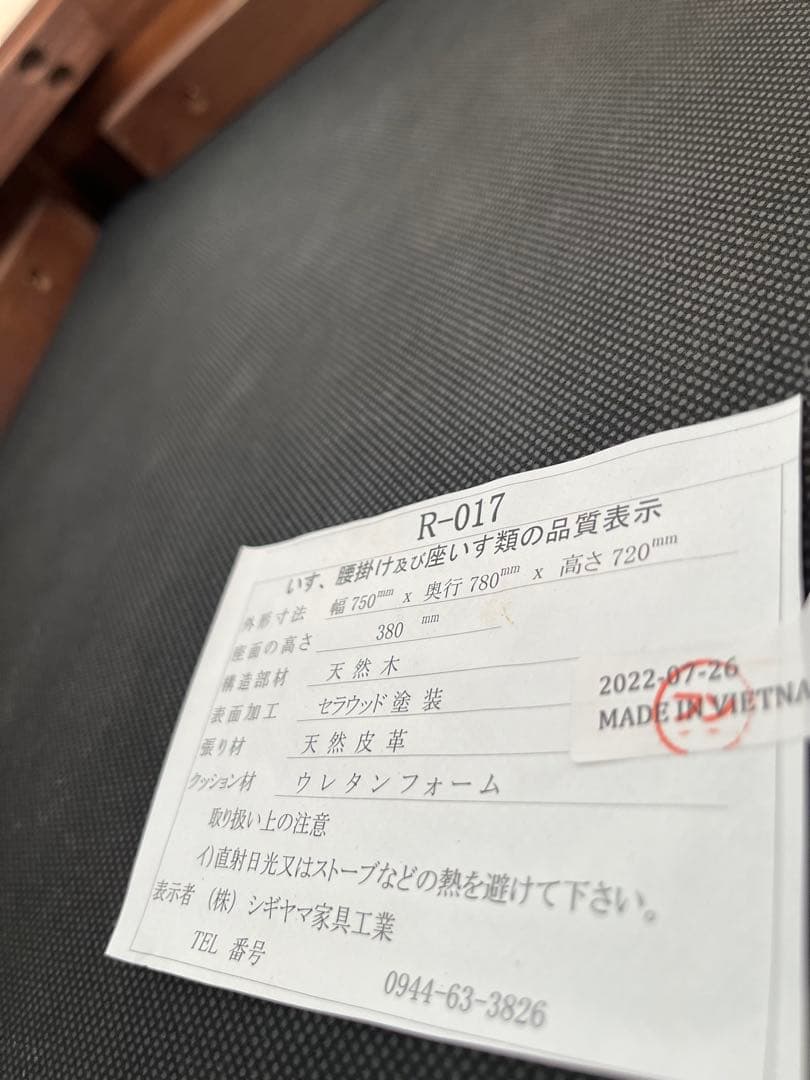 R-017
いす、腰掛け及び座いす類の品質表示
外形寸法 幅750mm x 奥行780mm x 高さ720mm
座面の高さ 380 mm
構造部材 天然木
表面加工 セラウッド塗装
張り材 天然皮革
クッション材 ウレタンフォーム
2022-07-26
MADE IN VIETNA
取り扱い上の注意
イ)直射日光又はストーブなどの熱を避けて下さい。
表示者 (株) シギヤマ家具工業
TEL 番号 0944-63-3826